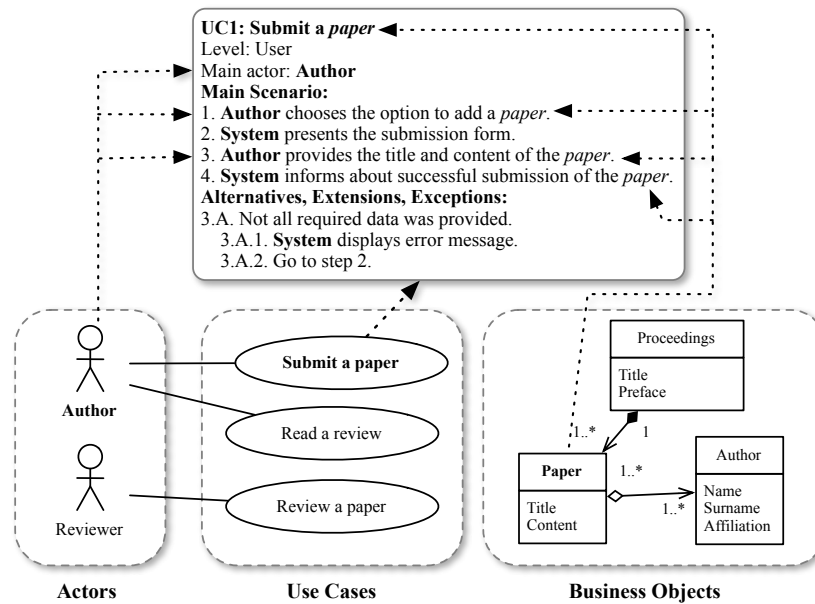 UC1: Submit a paper
Level: User
Main actor: Author
Main Scenario:
1. Author chooses the option to add a paper.
2. System presents the submission form.
3. Author provides the title and content of the paper.
4. System informs about successful submission of the paper.
Alternatives, Extensions, Exceptions:
3.A. Not all required data was provided.
3.A.1. System displays error message.
3.A.2. Go to step 2.
Author
Reviewer
Actors
Submit a paper
Read a review
Review a paper
Use Cases
Proceedings
Title
Preface
1..*
1
Paper
Title
Content
1..*
1..*
Author
Name
Surname
Affiliation
Business Objects